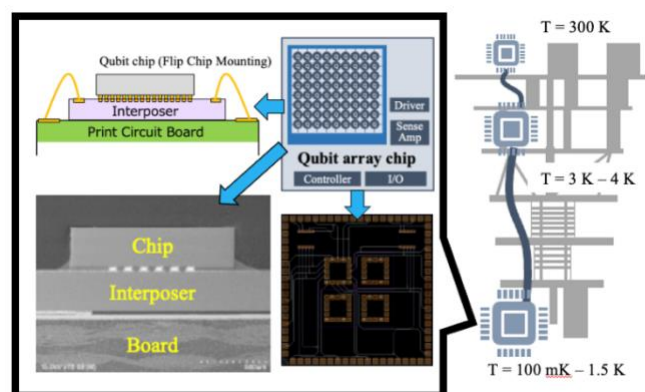 Qubit chip (Flip Chip Mounting)
Interposer
Print Circuit Board
Driver
Sense
Amp
Qubit array chip
Controller
I/O
Chip
Interposer
Board
T = 300 K
T = 3 K – 4 K
T = 100 mK – 1.5 K